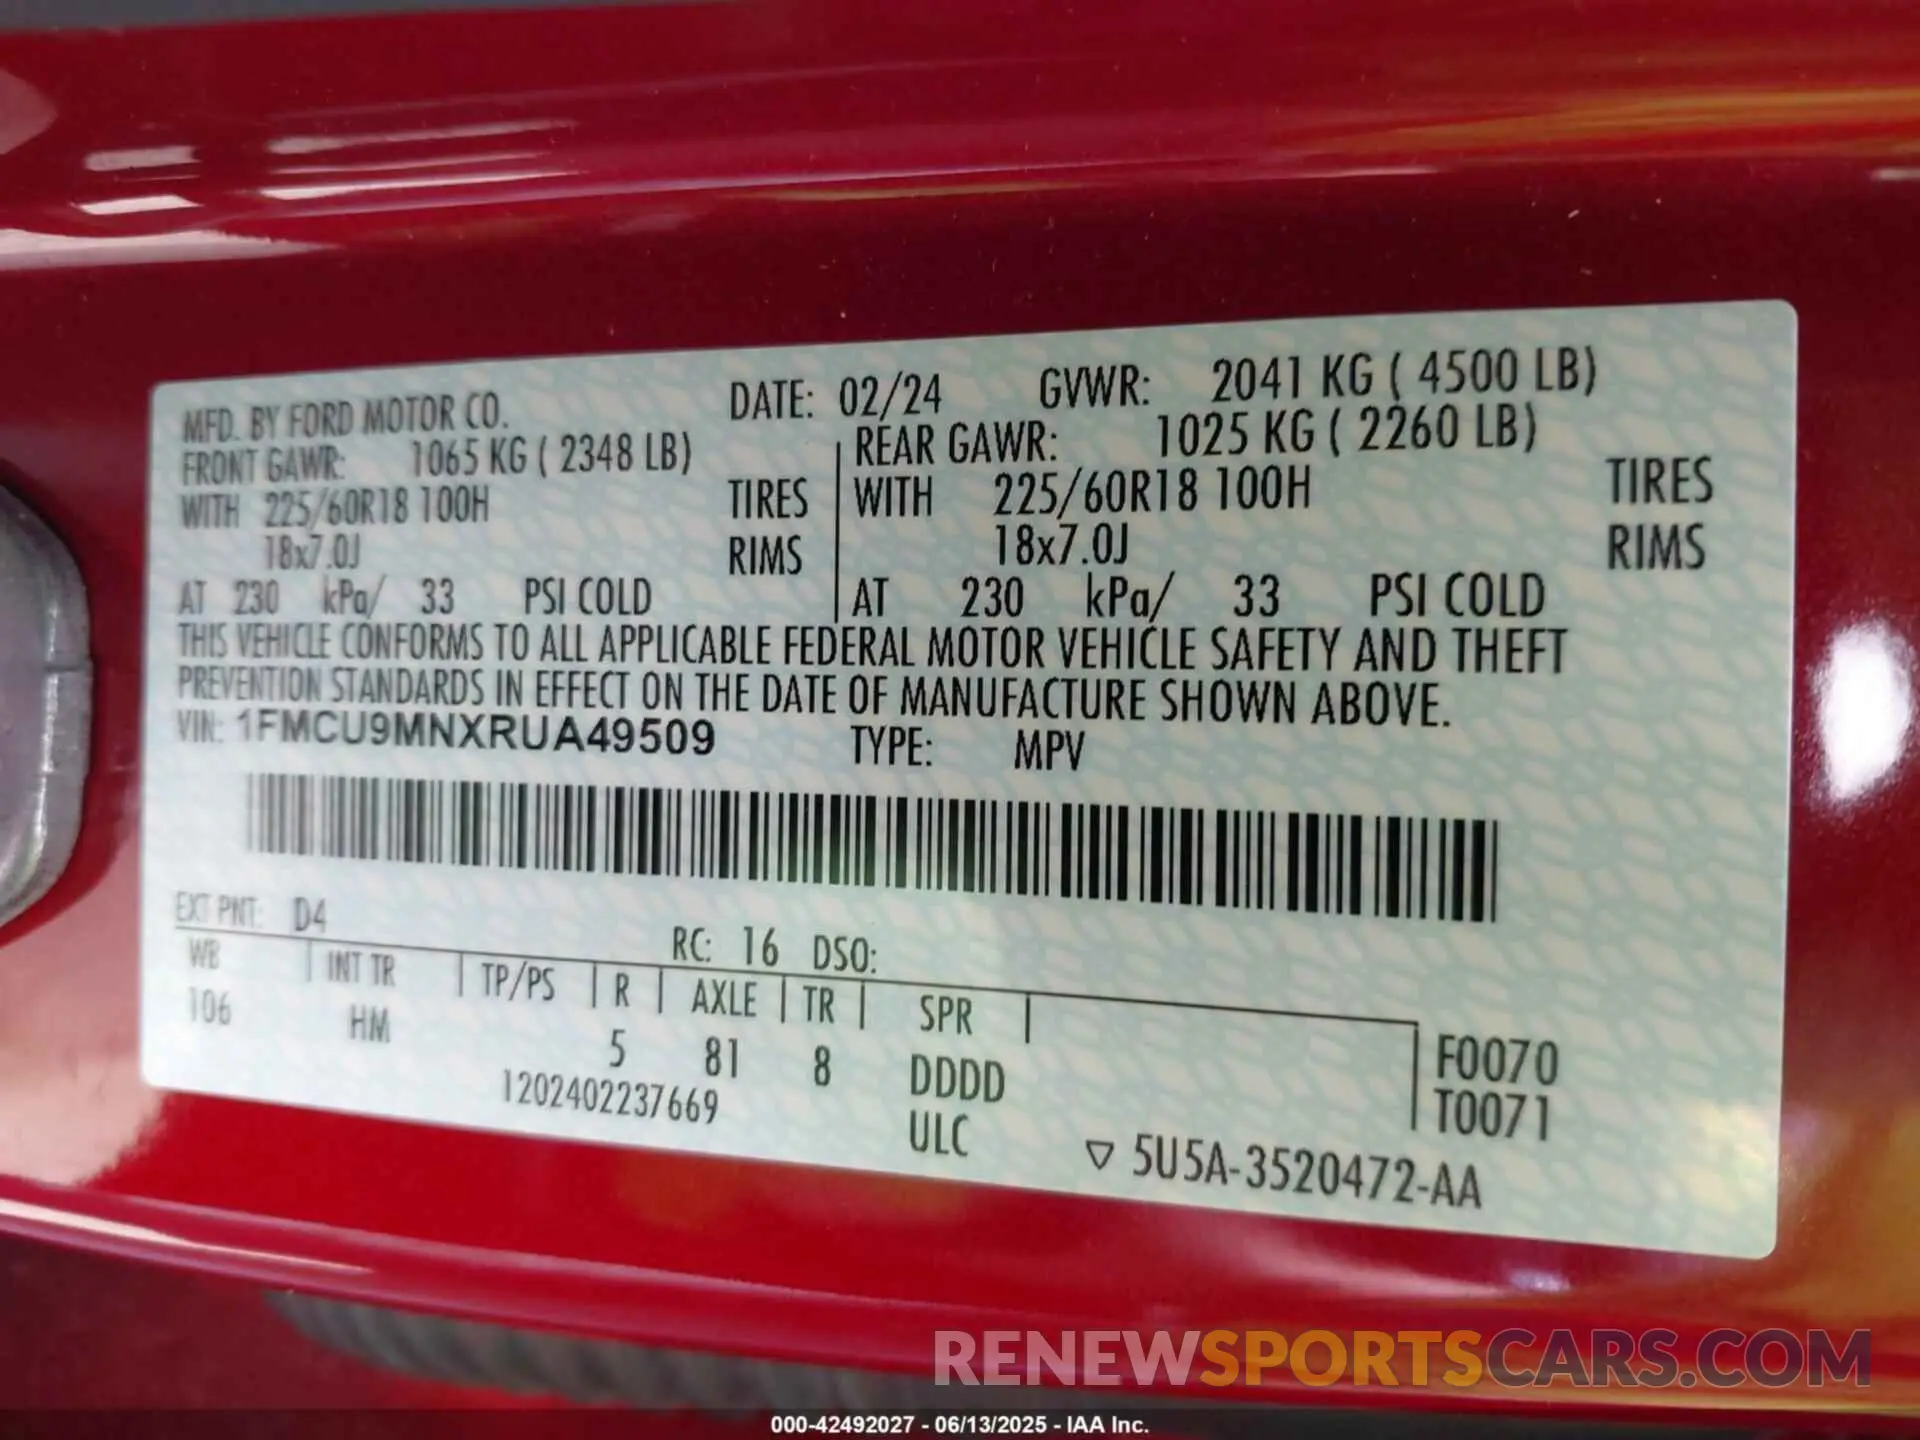 MFD. BY FORD MOTOR CO. DATE: 02/24 GVWR: 2041 KG ( 4500 LB)
FRONT GAWR: 1065 KG ( 2348 LB) REAR GAWR: 1025 KG ( 2260 LB)
WITH 225/60R18 100H TIRES WITH 225/60R18 100H TIRES
18x7.0J RIMS 18x7.0J RIMS
AT 230 kPa/ 33 PSI COLD AT 230 kPa/ 33 PSI COLD
THIS VEHICLE CONFORMS TO ALL APPLICABLE FEDERAL MOTOR VEHICLE SAFETY AND THEFT
PREVENTION STANDARDS IN EFFECT ON THE DATE OF MANUFACTURE SHOWN ABOVE.
VIN: 1FMCU9MNXRUA49509 TYPE: MPV
EXT PNT: D4 RC: 16 DSO:
WB INT TR TP/PS R AXLE TR SPR
106 HM 5 81 8 DDDD F0070
1202402237669 ULC T0071
▽ 5U5A-3520472-AA
RENEWSPORTSCARS.COM
000-42492027 - 06/13/2025 - IAA Inc.